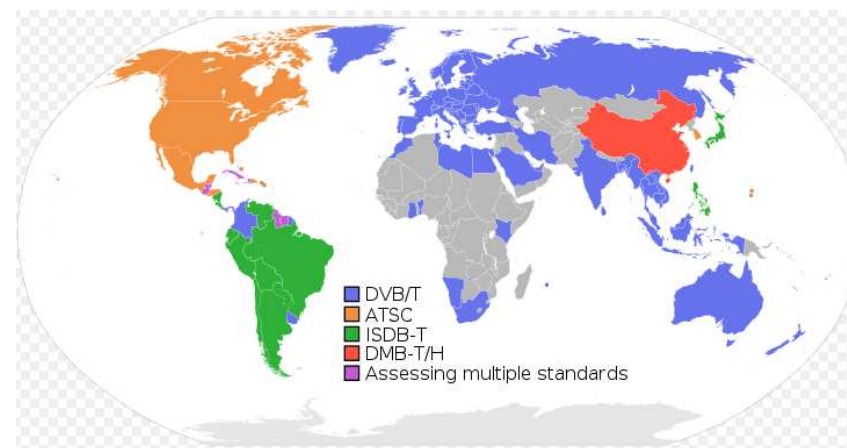 DVB/T
ATSC
ISDB-T
DMB-T/H
Assessing multiple standards